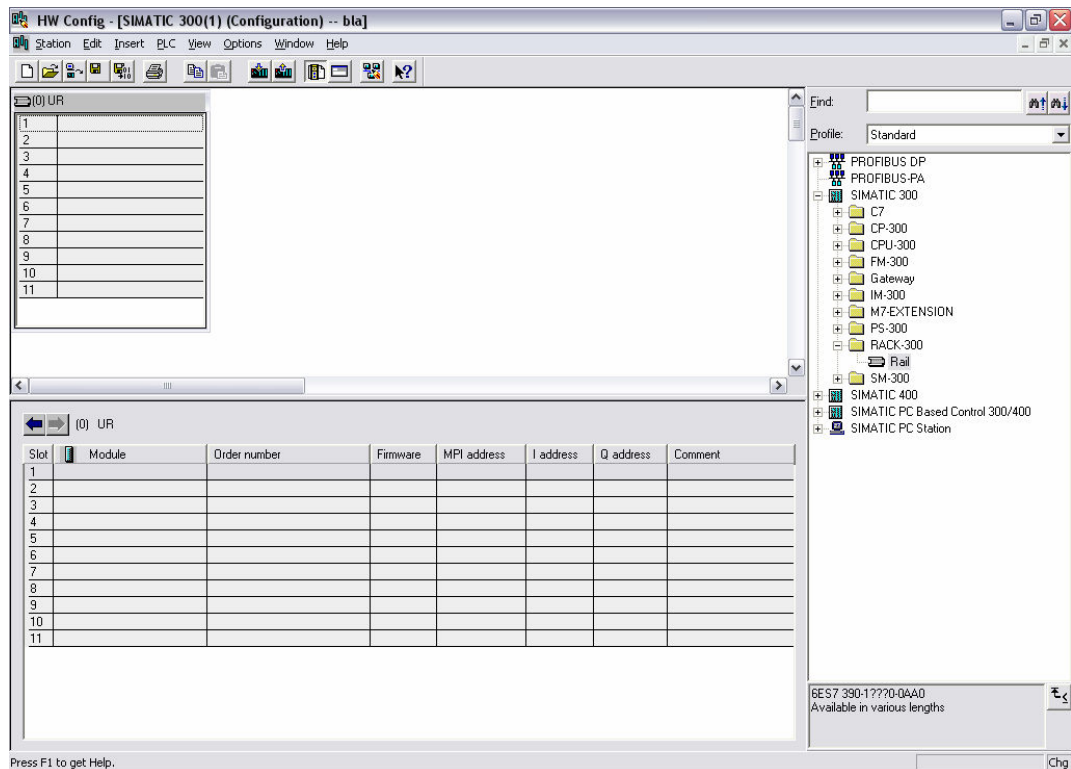 HW Config - [SIMATIC 300(1) (Configuration) -- bla]
Station Edit Insert PLC View Options Window Help
(0) UR
1
2
3
4
5
6
7
8
9
10
11
Find:
Profile: Standard
PROFIBUS DP
PROFIBUS-PA
SIMATIC 300
C7
CP-300
CPU-300
FM-300
Gateway
IM-300
M7-EXTENSION
PS-300
RACK-300
Rail
SM-300
SIMATIC 400
SIMATIC PC Based Control 300/400
SIMATIC PC Station
(0) UR
Slot Module Order number Firmware MPI address I address Q address Comment
1
2
3
4
5
6
7
8
9
10
11
6ES7 390-1???0-0AA0
Available in various lengths
Press F1 to get Help.
Chg